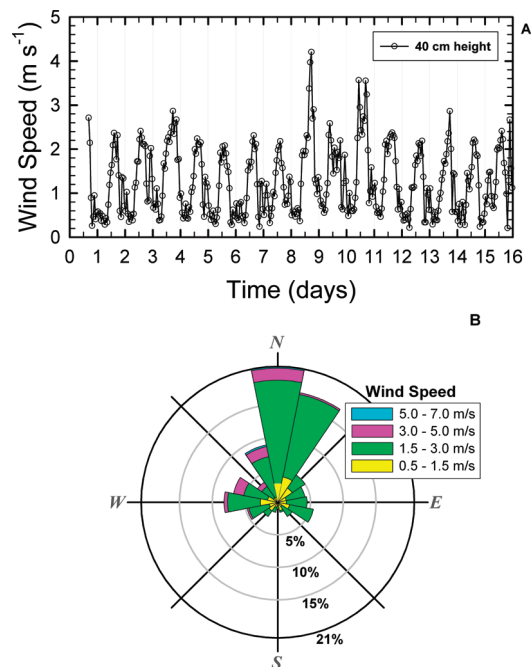 A
Wind Speed (m s⁻¹)
5
4
3
2
1
0
40 cm height
0 1 2 3 4 5 6 7 8 9 10 11 12 13 14 15 16
Time (days)
B
N
Wind Speed
5.0 - 7.0 m/s
3.0 - 5.0 m/s
1.5 - 3.0 m/s
0.5 - 1.5 m/s
W
E
5%
10%
15%
21%
S